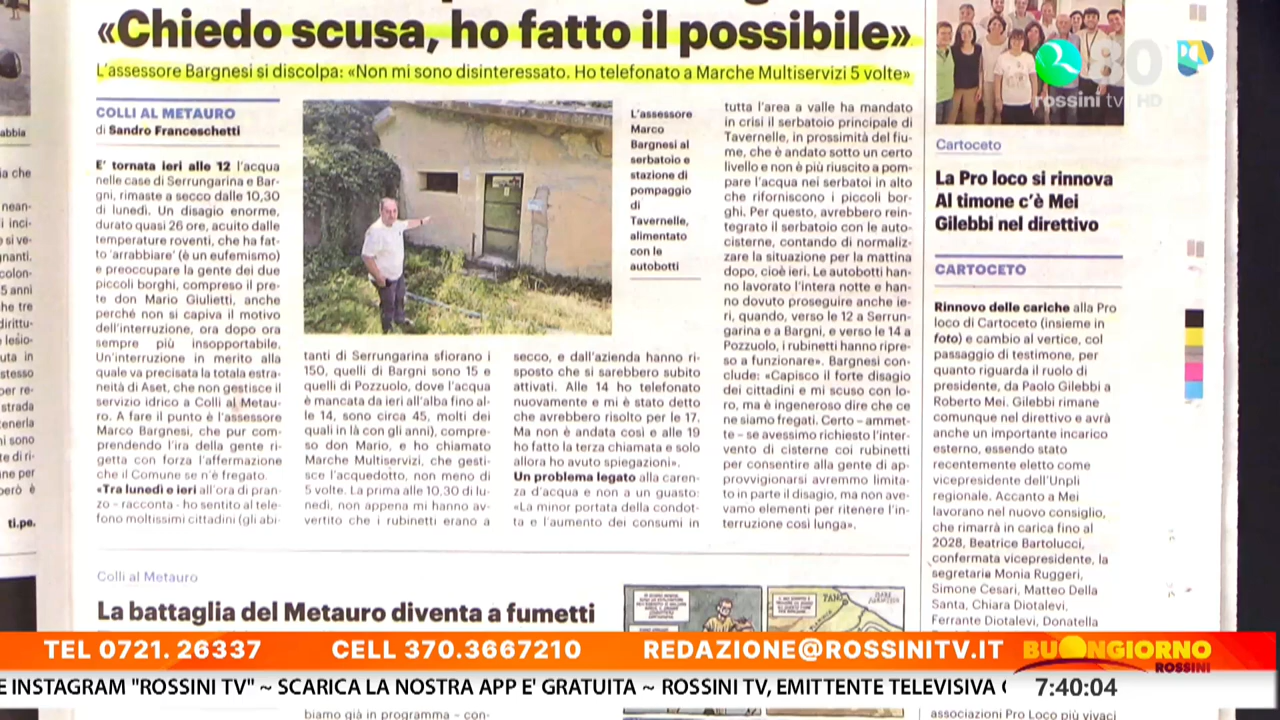 «Chiedo scusa, ho fatto il possibile»
L'assessore Bargnesi si discolpa: «Non mi sono disinteressato. Ho telefonato a Marche Multiservizi 5 volte»
COLLI AL METAURO
di Sandro Franceschetti
E' tornata ieri alle 12 l'acqua
nelle case di Serrungarina e Bar-
gni, rimaste a secco dalle 10,30
di lunedì. Un disagio enorme,
durato quasi 26 ore, acuito dalle
temperature roventi, che ha fat-
to 'arrabbiare' (è un eufemismo)
e preoccupare la gente dei due
piccoli borghi, compreso il pre-
te don Mario Giulietti, anche
perché non si capiva il motivo
dell'interruzione, ora dopo ora
sempre più insopportabile.
Un'interruzione in merito alla
quale va precisata la totale estra-
neità di Aset, che non gestisce il
servizio idrico a Colli al Metau-
ro. A fare il punto è l'assessore
Marco Bargnesi, che pur com-
prendendo l'ira della gente ri-
getta con forza l'affermazione
che il Comune se n'è fregato.
«Tra lunedì e ieri all'ora di pran-
zo - racconta - ho sentito al tele-
fono moltissimi cittadini (gli abi-
tanti di Serrungarina sfiorano i
150, quelli di Bargni sono 15 e
quelli di Pozzuolo, dove l'acqua
è mancata da ieri all'alba fino al-
le 14, sono circa 45, molti dei
quali in là con gli anni), compre-
so don Mario, e ho chiamato
Marche Multiservizi, che gesti-
sce l'acquedotto, non meno di
5 volte. La prima alle 10,30 di lu-
nedì, non appena mi hanno av-
vertito che i rubinetti erano a
secco, e dall'azienda hanno ri-
sposto che si sarebbero subito
attivati. Alle 14 ho telefonato
nuovamente e mi è stato detto
che avrebbero risolto per le 17.
Ma non è andata così e alle 19
ho fatto la terza chiamata e solo
allora ho avuto spiegazioni».
Un problema legato alla caren-
za d'acqua e non a un guasto:
«La minor portata della condot-
ta e l'aumento dei consumi in
L'assessore
Marco
Bargnesi al
serbatoio e
stazione di
pompaggio
di
Tavernelle,
alimentato
con le
autobotti
tutta l'area a valle ha mandato
in crisi il serbatoio principale di
Tavernelle, in prossimità del fiu-
me, che è andato sotto un certo
livello e non è più riuscito a pom-
pare l'acqua nei serbatoi in alto
che riforniscono i piccoli bor-
ghi. Per questo, avrebbero rein-
tegrato il serbatoio con le auto-
cisterne, contando di normaliz-
zare la situazione per la mattina
dopo, cioè ieri. Le autobotti han-
no lavorato l'intera notte e han-
no dovuto proseguire anche ie-
ri, quando, verso le 12 a Serrun-
garina e a Bargni, e verso le 14 a
Pozzuolo, i rubinetti hanno ripre-
so a funzionare». Bargnesi con-
clude: «Capisco il forte disagio
dei cittadini e mi scuso con lo-
ro, ma è ingeneroso dire che ce
ne siamo fregati. Certo – ammet-
te – se avessimo richiesto l'inter-
vento di cisterne coi rubinetti
per consentire alla gente di ap-
provvigionarsi avremmo limita-
to in parte il disagio, ma non ave-
vamo elementi per ritenere l'in-
terruzione così lunga».
Colli al Metauro
La battaglia del Metauro diventa a fumetti
biamo già in programma – con-
Cartoceto
La Pro loco si rinnova
Al timone c'è Mei
Gilebbi nel direttivo
CARTOCETO
Rinnovo delle cariche alla Pro
loco di Cartoceto (insieme in
foto) e cambio al vertice, col
passaggio di testimone, per
quanto riguarda il ruolo di
presidente, da Paolo Gilebbi a
Roberto Mei. Gilebbi rimane
comunque nel direttivo e avrà
anche un importante incarico
esterno, essendo stato
recentemente eletto come
vicepresidente dell'Unpli
regionale. Accanto a Mei
lavorano nel nuovo consiglio,
che rimarrà in carica fino al
2028, Beatrice Bartolucci,
confermata vicepresidente, la
segretaria Monia Ruggeri,
Simone Cesari, Matteo Della
Santa, Chiara Diotalevi,
Ferrante Diotalevi, Donatella
associazioni Pro Loco più vivaci
80
rossini tv HD
ti.pe.
TEL 0721. 26337 CELL 370.3667210 REDAZIONE@ROSSINITV.IT
BUONGIORNO
ROSSINI
E INSTAGRAM "ROSSINI TV" ~ SCARICA LA NOSTRA APP E' GRATUITA ~ ROSSINI TV, EMITTENTE TELEVISIVA
7:40:04